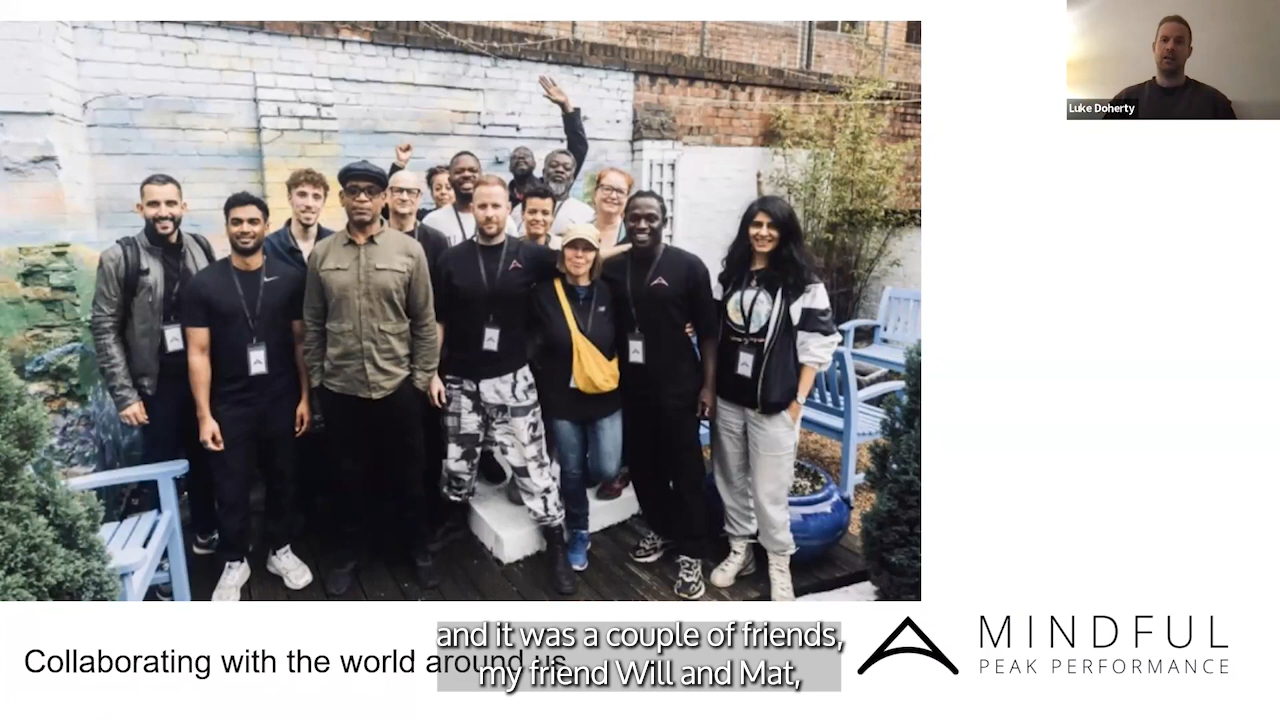 Luke Doherty
and it was a couple of friends,
my friend Will and Mat,
Collaborating with the world around us
MINDFUL
PEAK PERFORMANCE